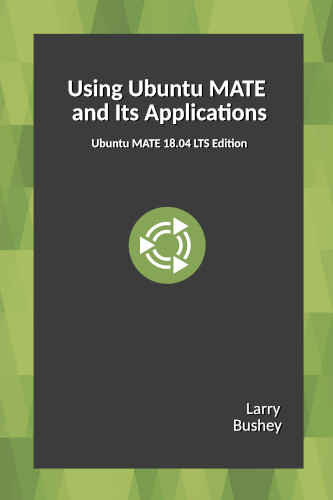 Using Ubuntu MATE
and Its Applications
Ubuntu MATE 18.04 LTS Edition
Larry
Bushey